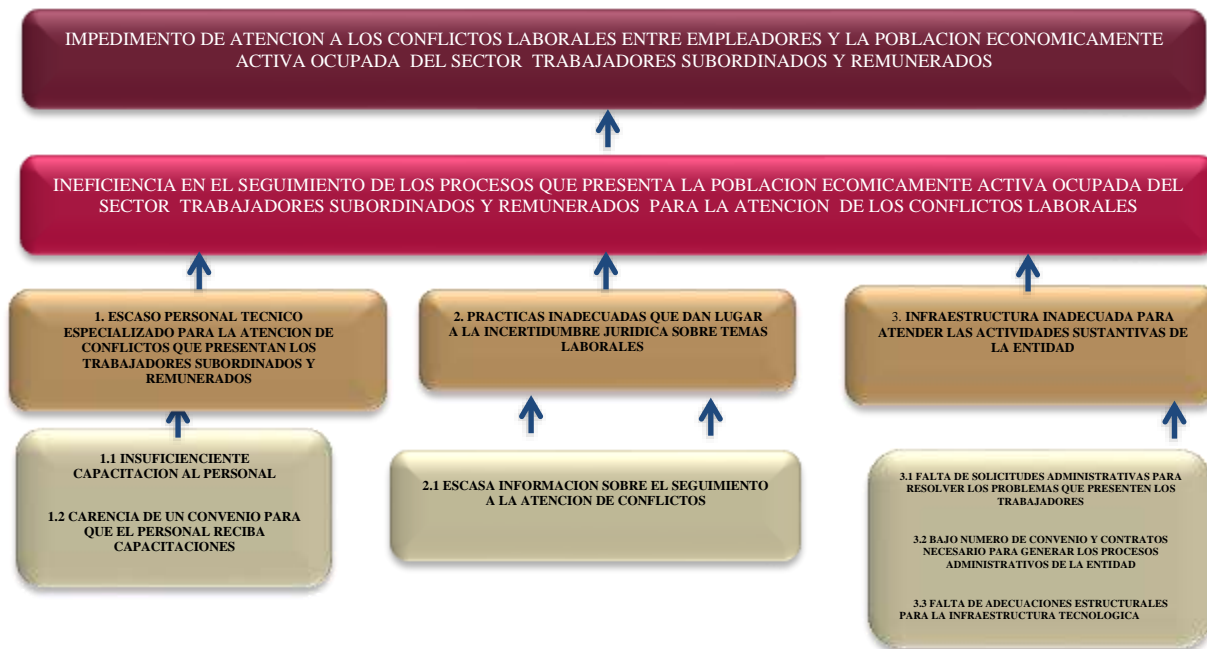 IMPEDIMENTO DE ATENCION A LOS CONFLICTOS LABORALES ENTRE EMPLEADORES Y LA POBLACION ECONOMICAMENTE
ACTIVA OCUPADA DEL SECTOR TRABAJADORES SUBORDINADOS Y REMUNERADOS
INEFICIENCIA EN EL SEGUIMIENTO DE LOS PROCESOS QUE PRESENTA LA POBLACION ECOMICAMENTE ACTIVA OCUPADA DEL
SECTOR TRABAJADORES SUBORDINADOS Y REMUNERADOS PARA LA ATENCION DE LOS CONFLICTOS LABORALES
1. ESCASO PERSONAL TECNICO
ESPECIALIZADO PARA LA ATENCION DE
CONFLICTOS QUE PRESENTAN LOS
TRABAJADORES SUBORDINADOS Y
REMUNERADOS
2. PRACTICAS INADECUADAS QUE DAN LUGAR
A LA INCERTIDUMBRE JURIDICA SOBRE TEMAS
LABORALES
3. INFRAESTRUCTURA INADECUADA PARA
ATENDER LAS ACTIVIDADES SUSTANTIVAS DE
LA ENTIDAD
1.1 INSUFICIENCIENTE
CAPACITACION AL PERSONAL
1.2 CARENCIA DE UN CONVENIO PARA
QUE EL PERSONAL RECIBA
CAPACITACIONES
2.1 ESCASA INFORMACION SOBRE EL SEGUIMIENTO
A LA ATENCION DE CONFLICTOS
3.1 FALTA DE SOLICITUDES ADMINISTRATIVAS PARA
RESOLVER LOS PROBLEMAS QUE PRESENTEN LOS
TRABAJADORES
3.2 BAJO NUMERO DE CONVENIO Y CONTRATOS
NECESARIO PARA GENERAR LOS PROCESOS
ADMINISTRATIVOS DE LA ENTIDAD
3.3 FALTA DE ADECUACIONES ESTRUCTURALES
PARA LA INFRAESTRUCTURA TECNOLOGICA